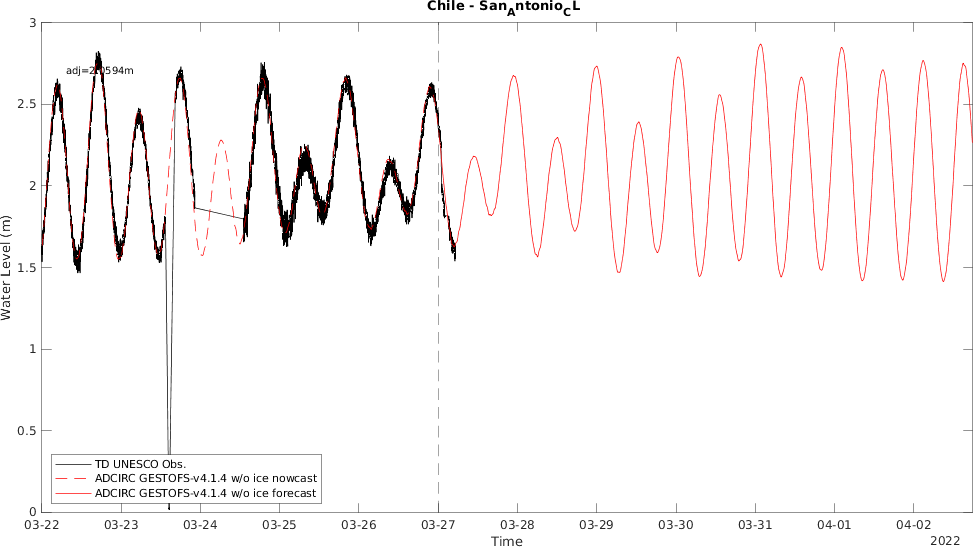 Chile - SanAntonioCL
3
2.5
2
1.5
1
0.5
0
Water Level (m)
adj=2.0594m
TD UNESCO Obs.
ADCIRC GESTOFS-v4.1.4 w/o ice nowcast
ADCIRC GESTOFS-v4.1.4 w/o ice forecast
03-22 03-23 03-24 03-25 03-26 03-27 03-28 03-29 03-30 03-31 04-01 04-02
Time
2022